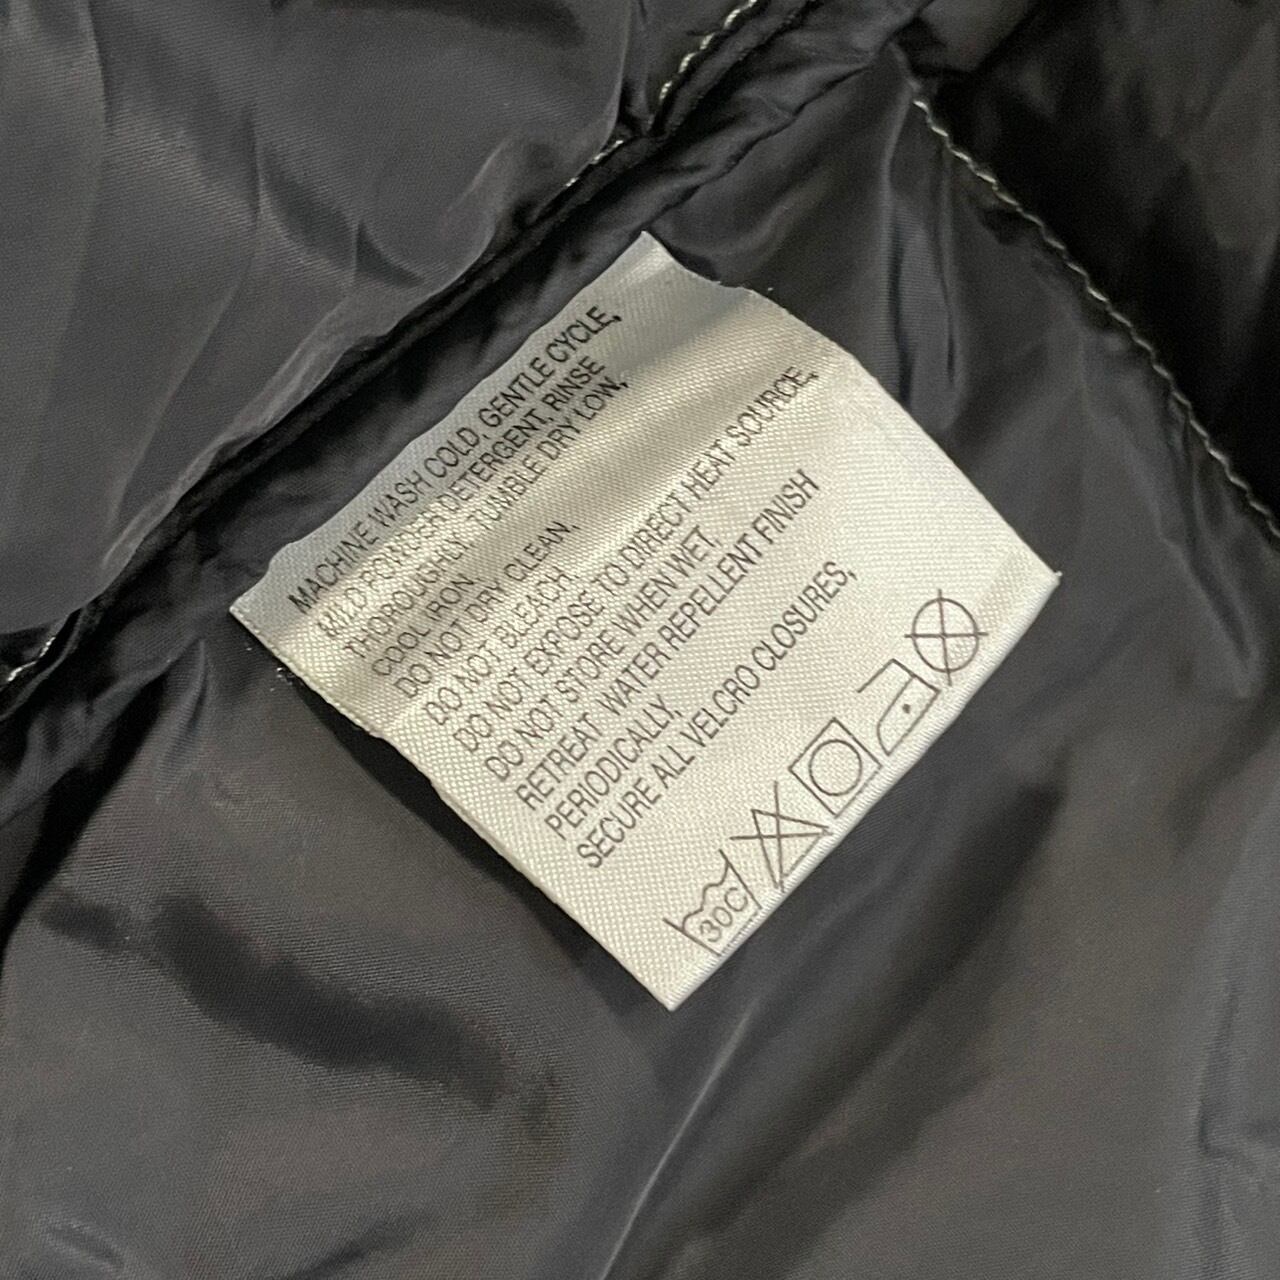 MACHINE WASH COLD, GENTLE CYCLE,
MILD POWDER DETERGENT, RINSE
THOROUGHLY. TUMBLE DRY LOW,
COOL IRON.
DO NOT DRY CLEAN.
DO NOT BLEACH.
DO NOT EXPOSE TO DIRECT HEAT SOURCE,
DO NOT STORE WHEN WET,
RETREAT WATER REPELLENT FINISH
PERIODICALLY,
SECURE ALL VELCRO CLOSURES,
30C